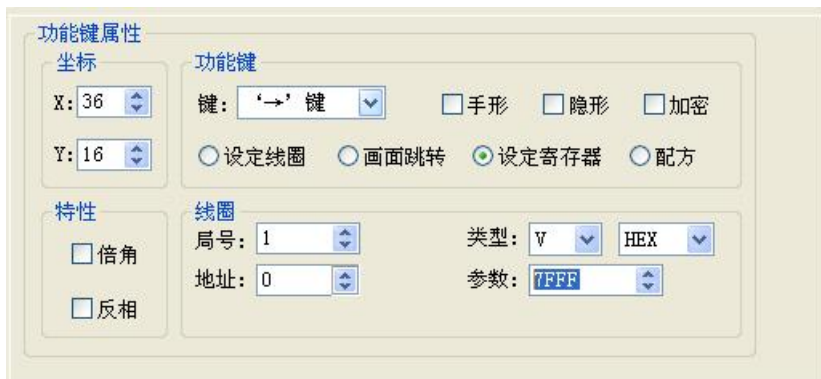 功能键属性
坐标
X: 36
Y: 16
功能键
键: ‘→’ 键
手形
隐形
加密
设定线圈
画面跳转
设定寄存器
配方
特性
倍角
反相
线圈
局号: 1
类型: V HEX
地址: 0
参数: 7FFF